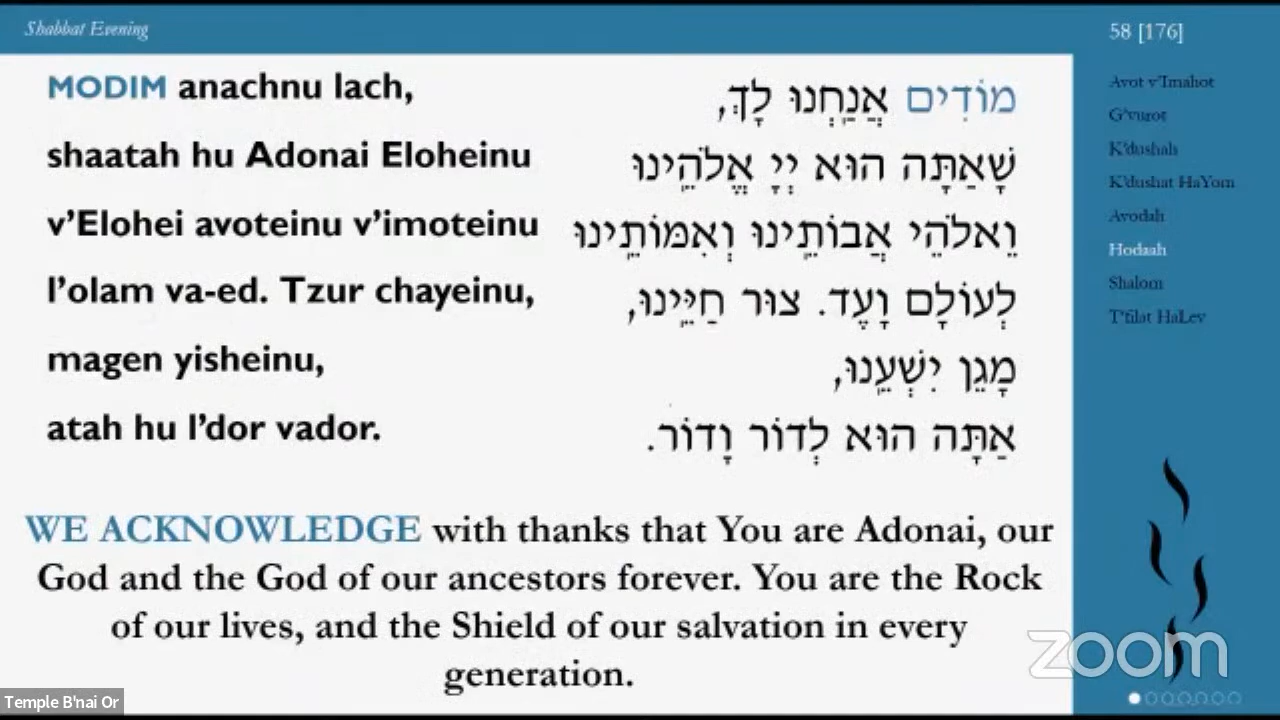 Shabbat Evening
58 [176]
MODIM anachnu lach,
shaatah hu Adonai Eloheinu
v'Elohei avoteinu v'imoteinu
l'olam va-ed. Tzur chayeinu,
magen yisheinu,
atah hu l'dor vador.
מוֹדִים אֲנַֽחְנוּ לָךְ,
שָׁאַתָּה הוּא יְיָ אֱלֹהֵֽינוּ
וֵאלֹהֵי אֲבוֹתֵֽינוּ וְאִמּוֹתֵֽינוּ
לְעוֹלָם וָעֶד. צוּר חַיֵּֽינוּ,
מָגֵן יִשְׁעֵֽנוּ,
אַתָּה הוּא לְדוֹר וָדוֹר.
WE ACKNOWLEDGE with thanks that You are Adonai, our
God and the God of our ancestors forever. You are the Rock
of our lives, and the Shield of our salvation in every
generation.
Avot v'Imahot
G'vurot
K'dushah
K'dushat HaYom
Avodah
Hodaah
Shalom
T'filat HaLev
zoom
Temple B'nai Or